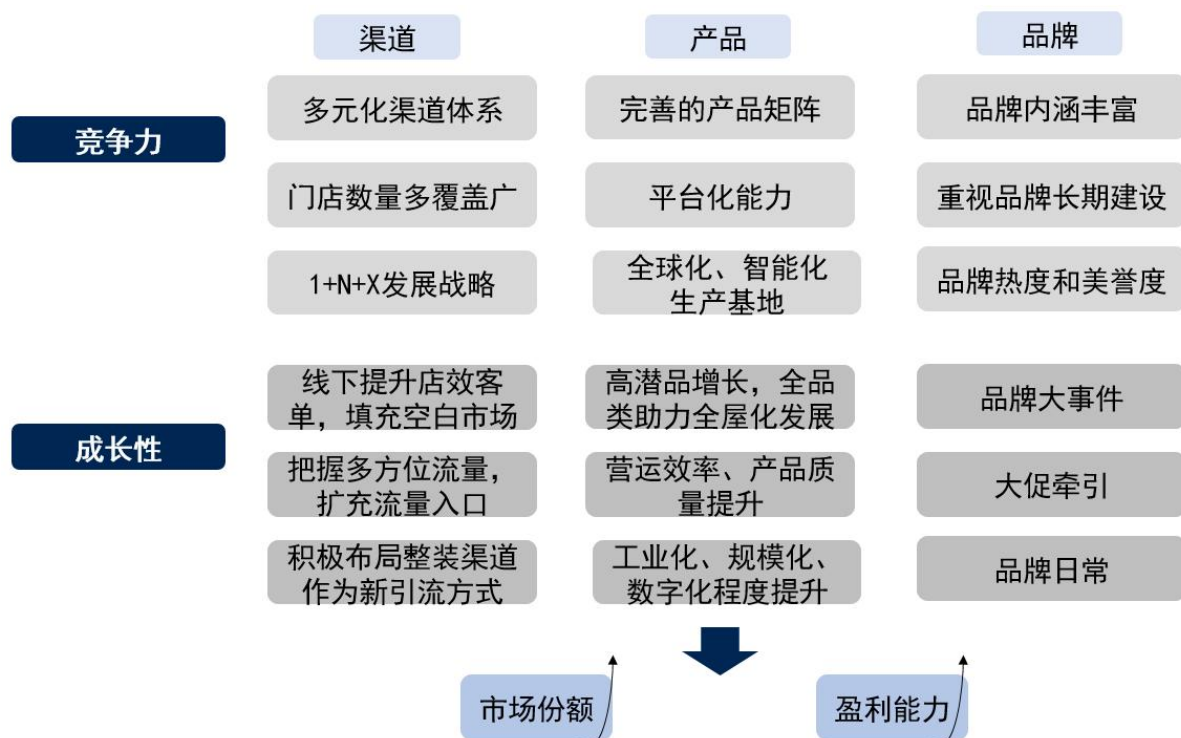 渠道
产品
品牌
竞争力
多元化渠道体系
完善的产品矩阵
品牌内涵丰富
门店数量多覆盖广
平台化能力
重视品牌长期建设
1+N+X发展战略
全球化、智能化
生产基地
品牌热度和美誉度
成长性
线下提升店效客
单，填充空白市场
高潜品增长，全品
类助力全屋化发展
品牌大事件
把握多方位流量，
扩充流量入口
营运效率、产品质
量提升
大促牵引
积极布局整装渠道
作为新引流方式
工业化、规模化、
数字化程度提升
品牌日常
市场份额
盈利能力